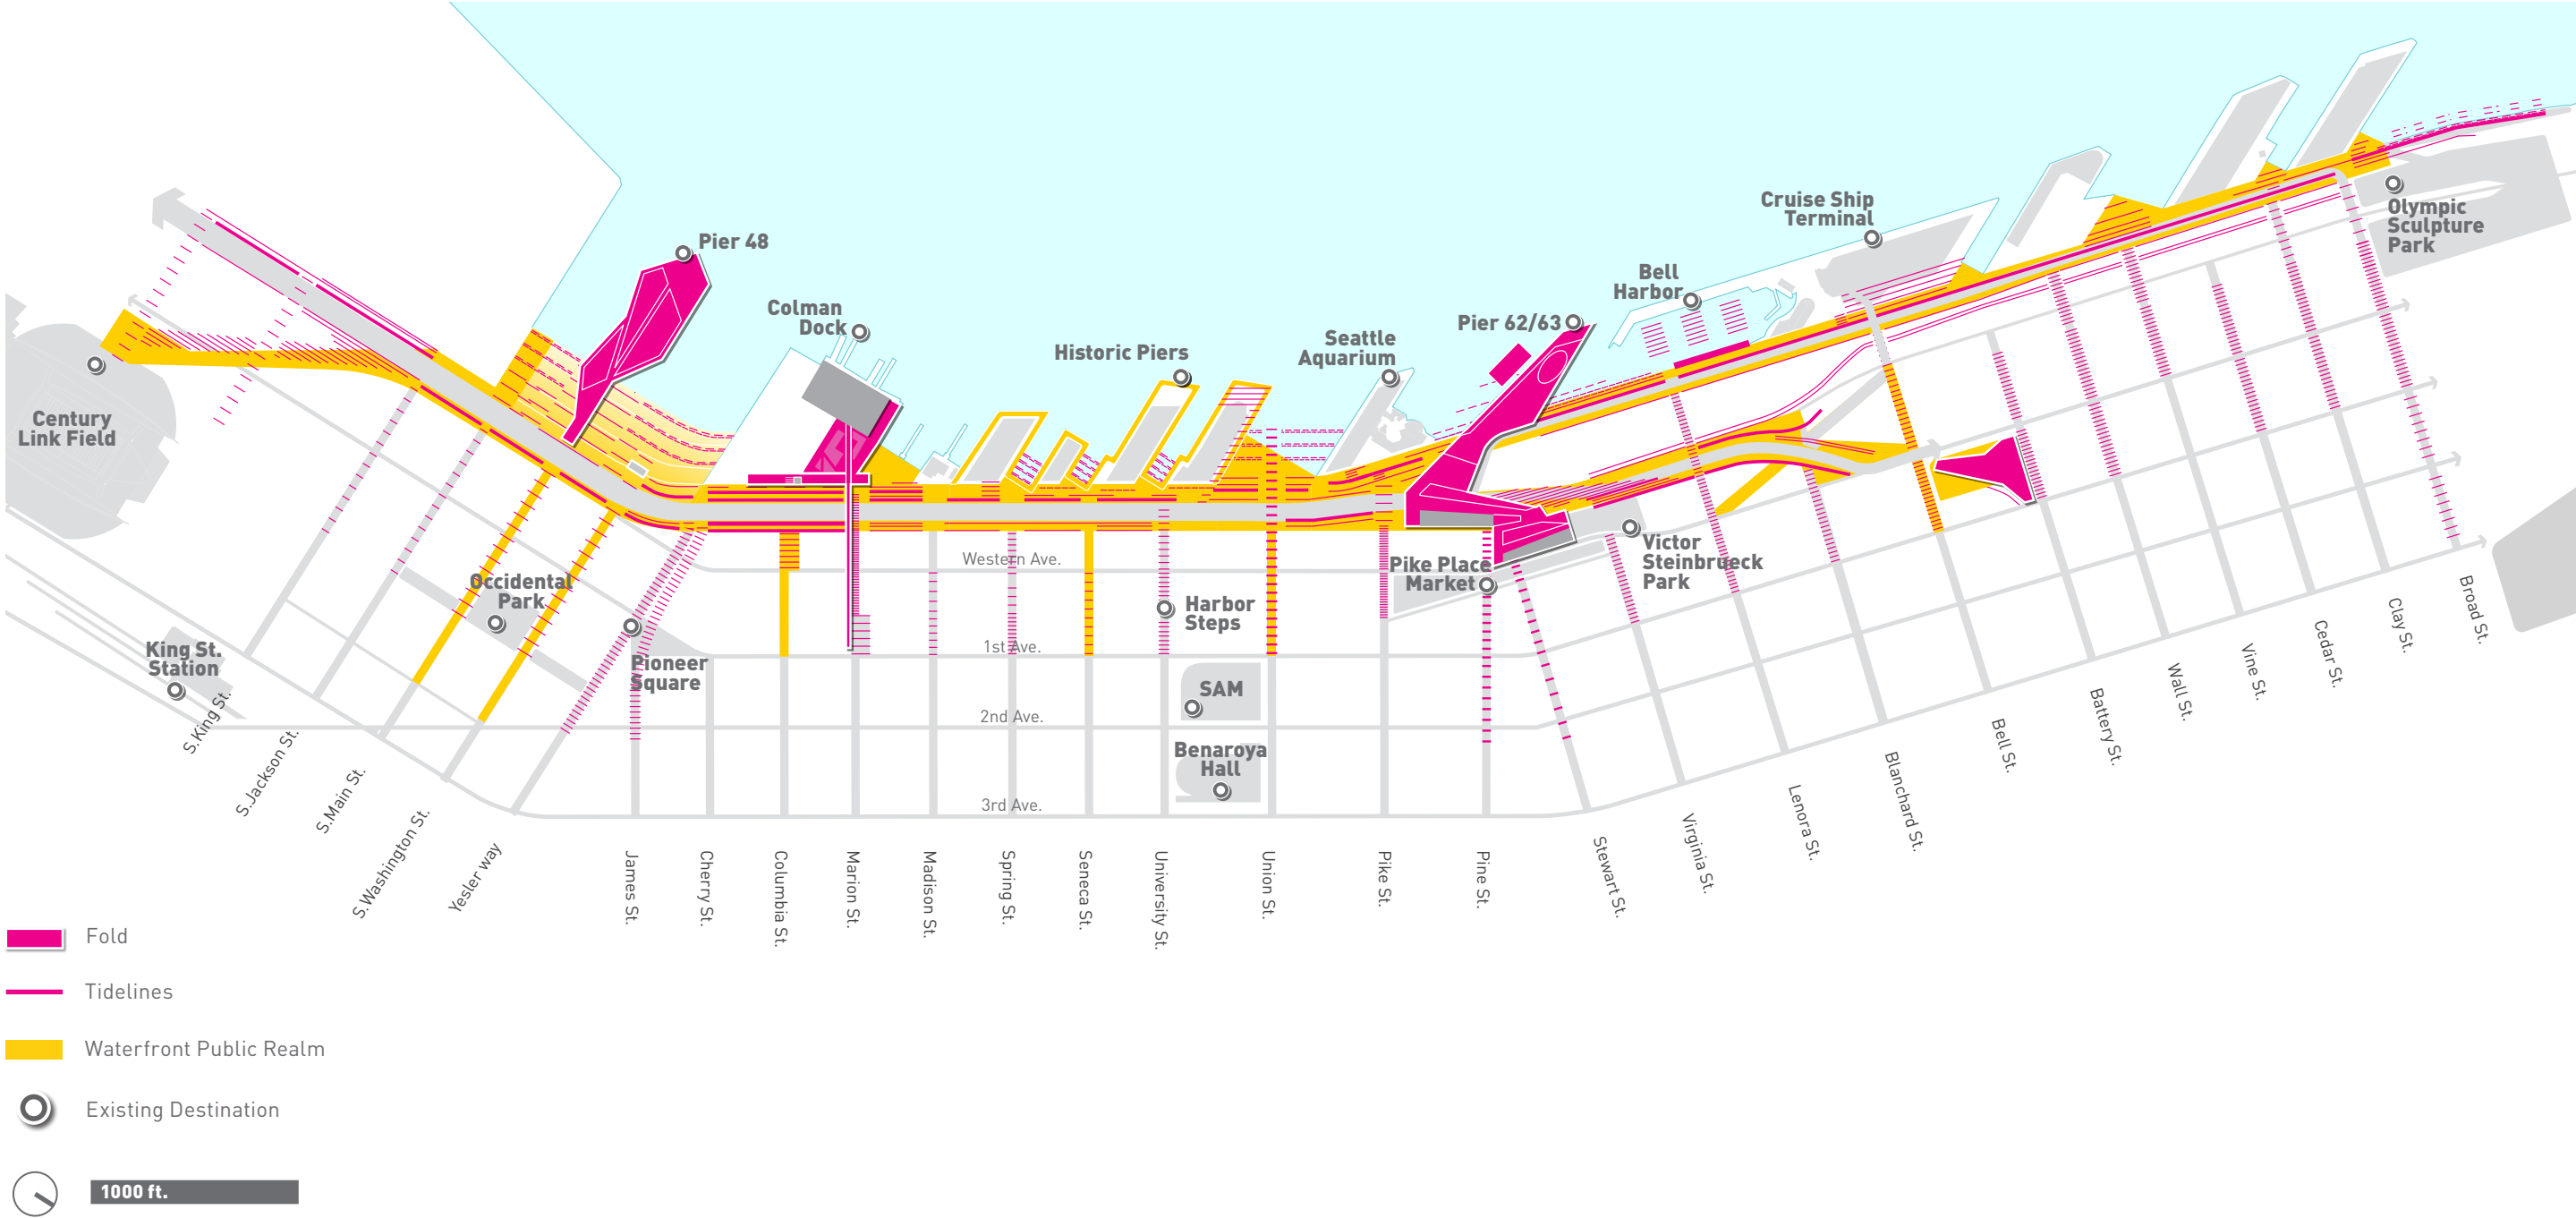 Pier 48
Colman
Dock
Historic Piers
Seattle
Aquarium
Pier 62/63
Bell
Harbor
Cruise Ship
Terminal
Olympic
Sculpture
Park
Century
Link Field
King St.
Station
Occidental
Park
Pioneer
Square
Harbor
Steps
SAM
Benaroya
Hall
Pike Place
Market
Victor
Steinbrueck
Park
Western Ave.
1st Ave.
2nd Ave.
3rd Ave.
S.King St.
S.Jackson St.
S.Main St.
S.Washington St.
Yesler way
James St.
Cherry St.
Columbia St.
Marion St.
Madison St.
Spring St.
Seneca St.
University St.
Union St.
Pike St.
Pine St.
Stewart St.
Virginia St.
Lenora St.
Blanchard St.
Bell St.
Battery St.
Wall St.
Vine St.
Cedar St.
Clay St.
Broad St.
Fold
Tidelines
Waterfront Public Realm
Existing Destination
1000 ft.